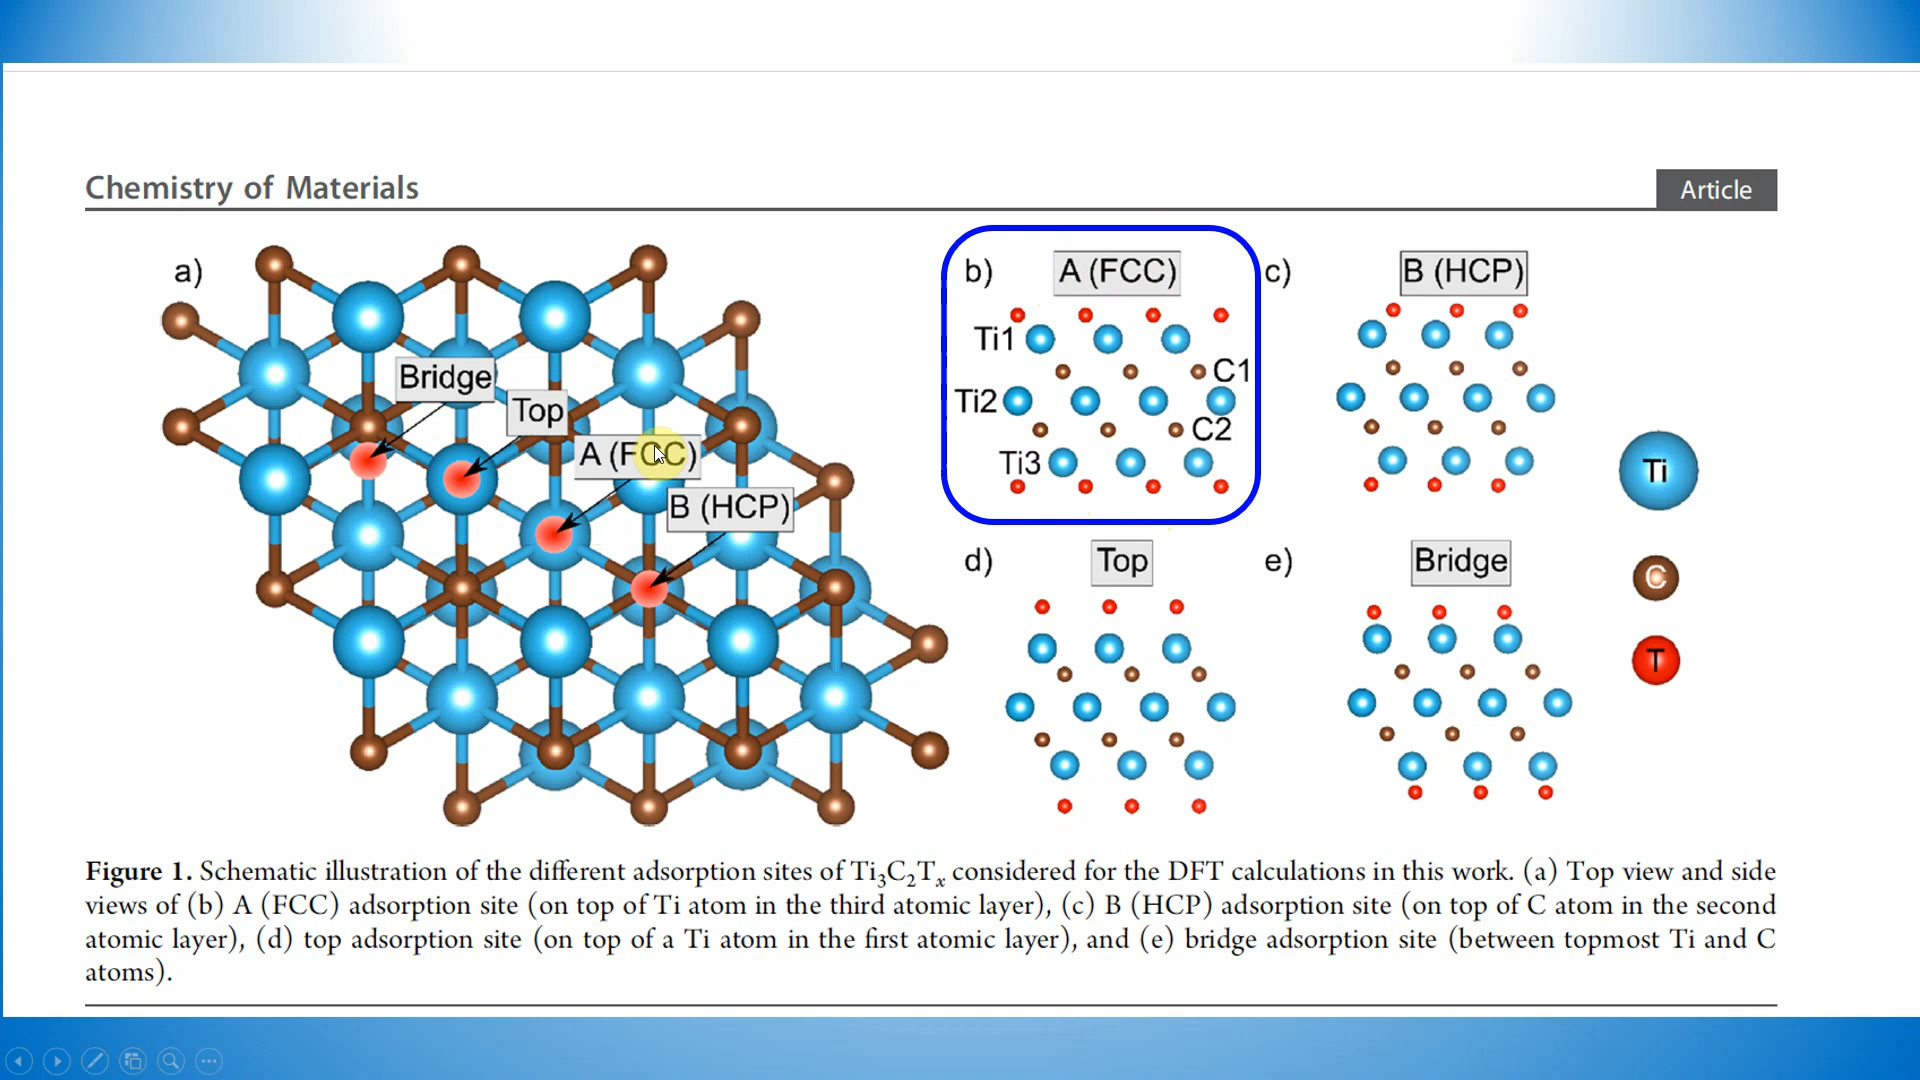 Chemistry of Materials
Article
a)
Bridge
Top
A (FCC)
B (HCP)
b)
A (FCC)
Ti1
C1
Ti2
C2
Ti3
c)
B (HCP)
d)
Top
e)
Bridge
Ti
C
T
Figure 1. Schematic illustration of the different adsorption sites of Ti₃C₂Tₓ considered for the DFT calculations in this work. (a) Top view and side
views of (b) A (FCC) adsorption site (on top of Ti atom in the third atomic layer), (c) B (HCP) adsorption site (on top of C atom in the second
atomic layer), (d) top adsorption site (on top of a Ti atom in the first atomic layer), and (e) bridge adsorption site (between topmost Ti and C
atoms).